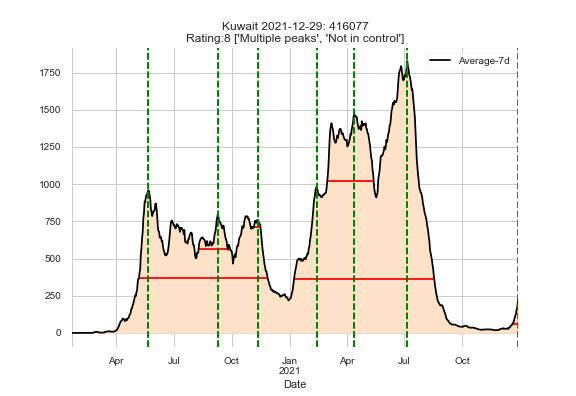 Kuwait 2021-12-29: 416077
Rating:8 ['Multiple peaks', 'Not in control']
Average-7d
1750
1500
1250
1000
750
500
250
0
Apr Jul Oct Jan Apr Jul Oct
2021
Date